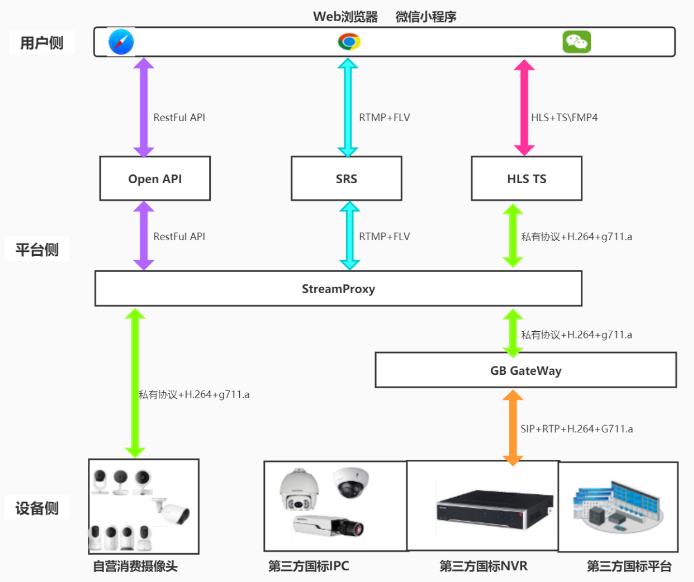 Web浏览器 微信小程序
用户侧
RestFul API
RTMP+FLV
HLS+TS\FMP4
Open API
SRS
HLS TS
平台侧
RestFul API
RTMP+FLV
私有协议+H.264+g711.a
StreamProxy
私有协议+H.264+g711.a
GB GateWay
私有协议+H.264+g711.a
SIP+RTP+H.264+G711.a
设备侧
自营消费摄像头
第三方国标IPC
第三方国标NVR
第三方国标平台